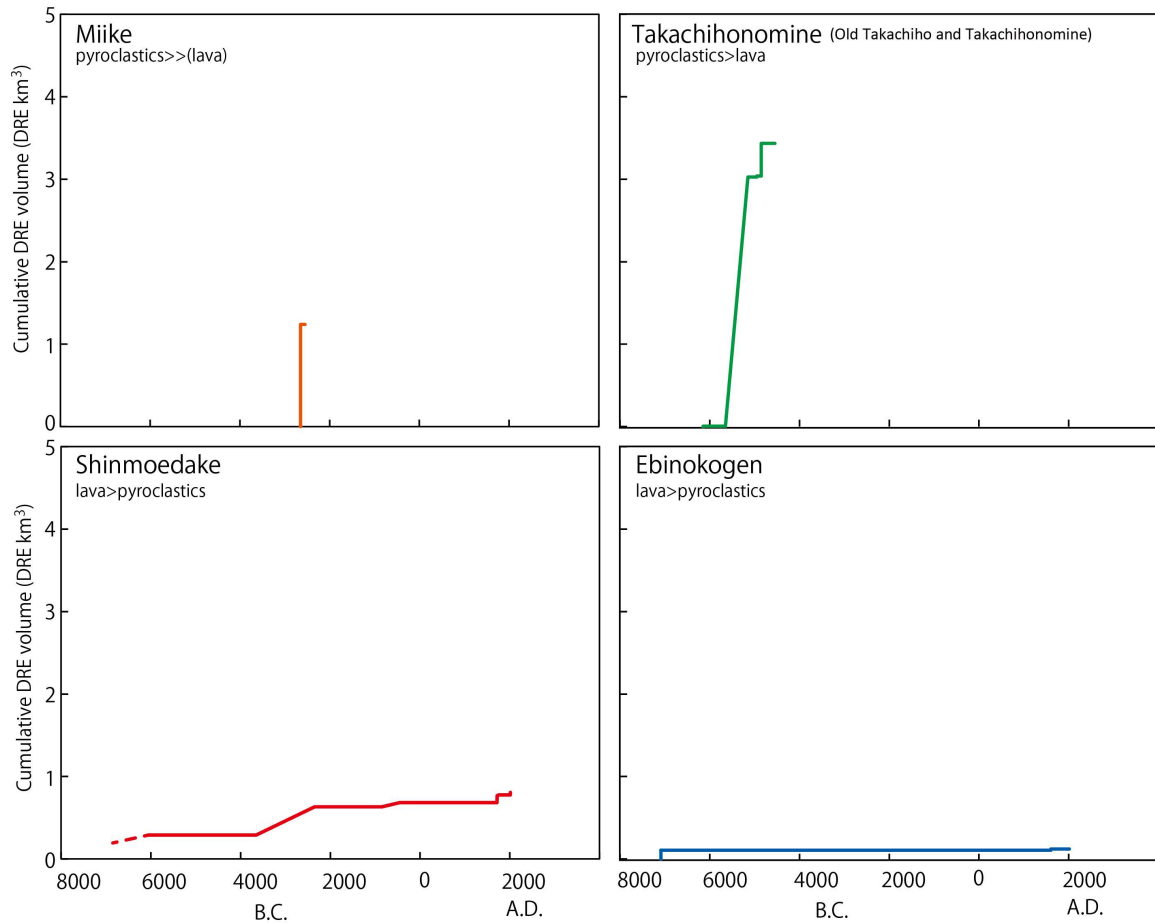 Miike
pyroclastics>>(lava)
Takachihonomine (Old Takachiho and Takachihonomine)
pyroclastics>lava
Cumulative DRE volume (DRE km³)
5
4
3
2
1
0
Shinmoedake
lava>pyroclastics
Ebinokogen
lava>pyroclastics
Cumulative DRE volume (DRE km³)
5
4
3
2
1
0
8000 6000 4000 2000 0 2000
B.C. A.D.
8000 6000 4000 2000 0 2000
B.C. A.D.